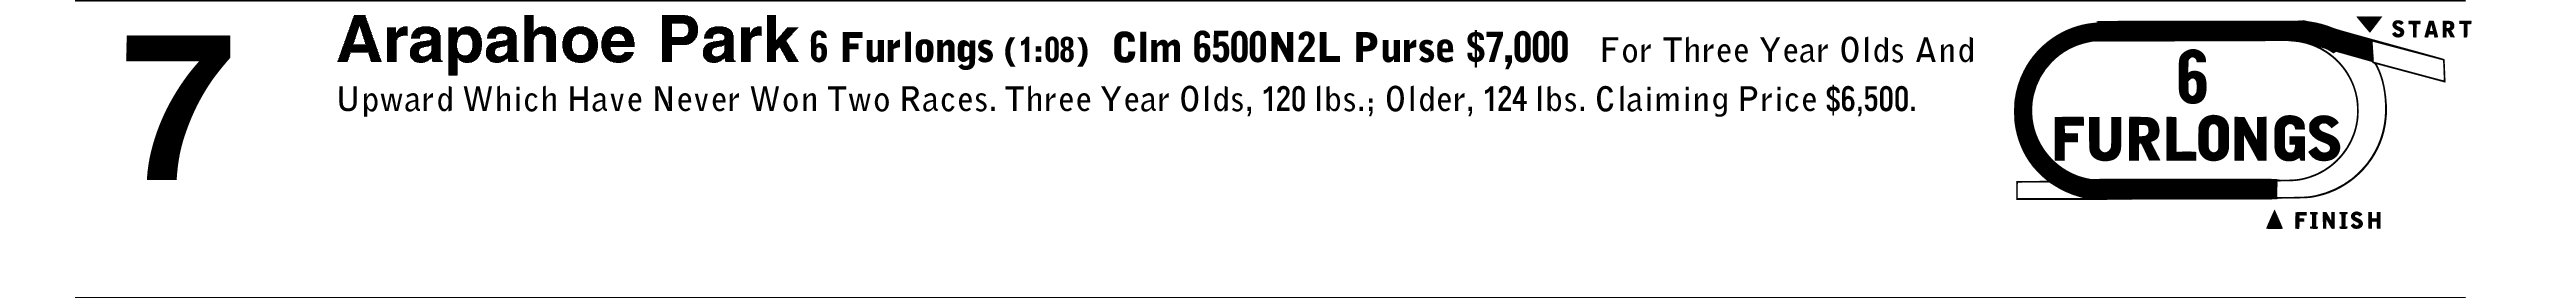 7
Arapahoe Park 6 Furlongs (1:08) Clm 6500N2L Purse $7,000 For Three Year Olds And
Upward Which Have Never Won Two Races. Three Year Olds, 120 lbs.; Older, 124 lbs. Claiming Price $6,500.
START
6
FURLONGS
FINISH